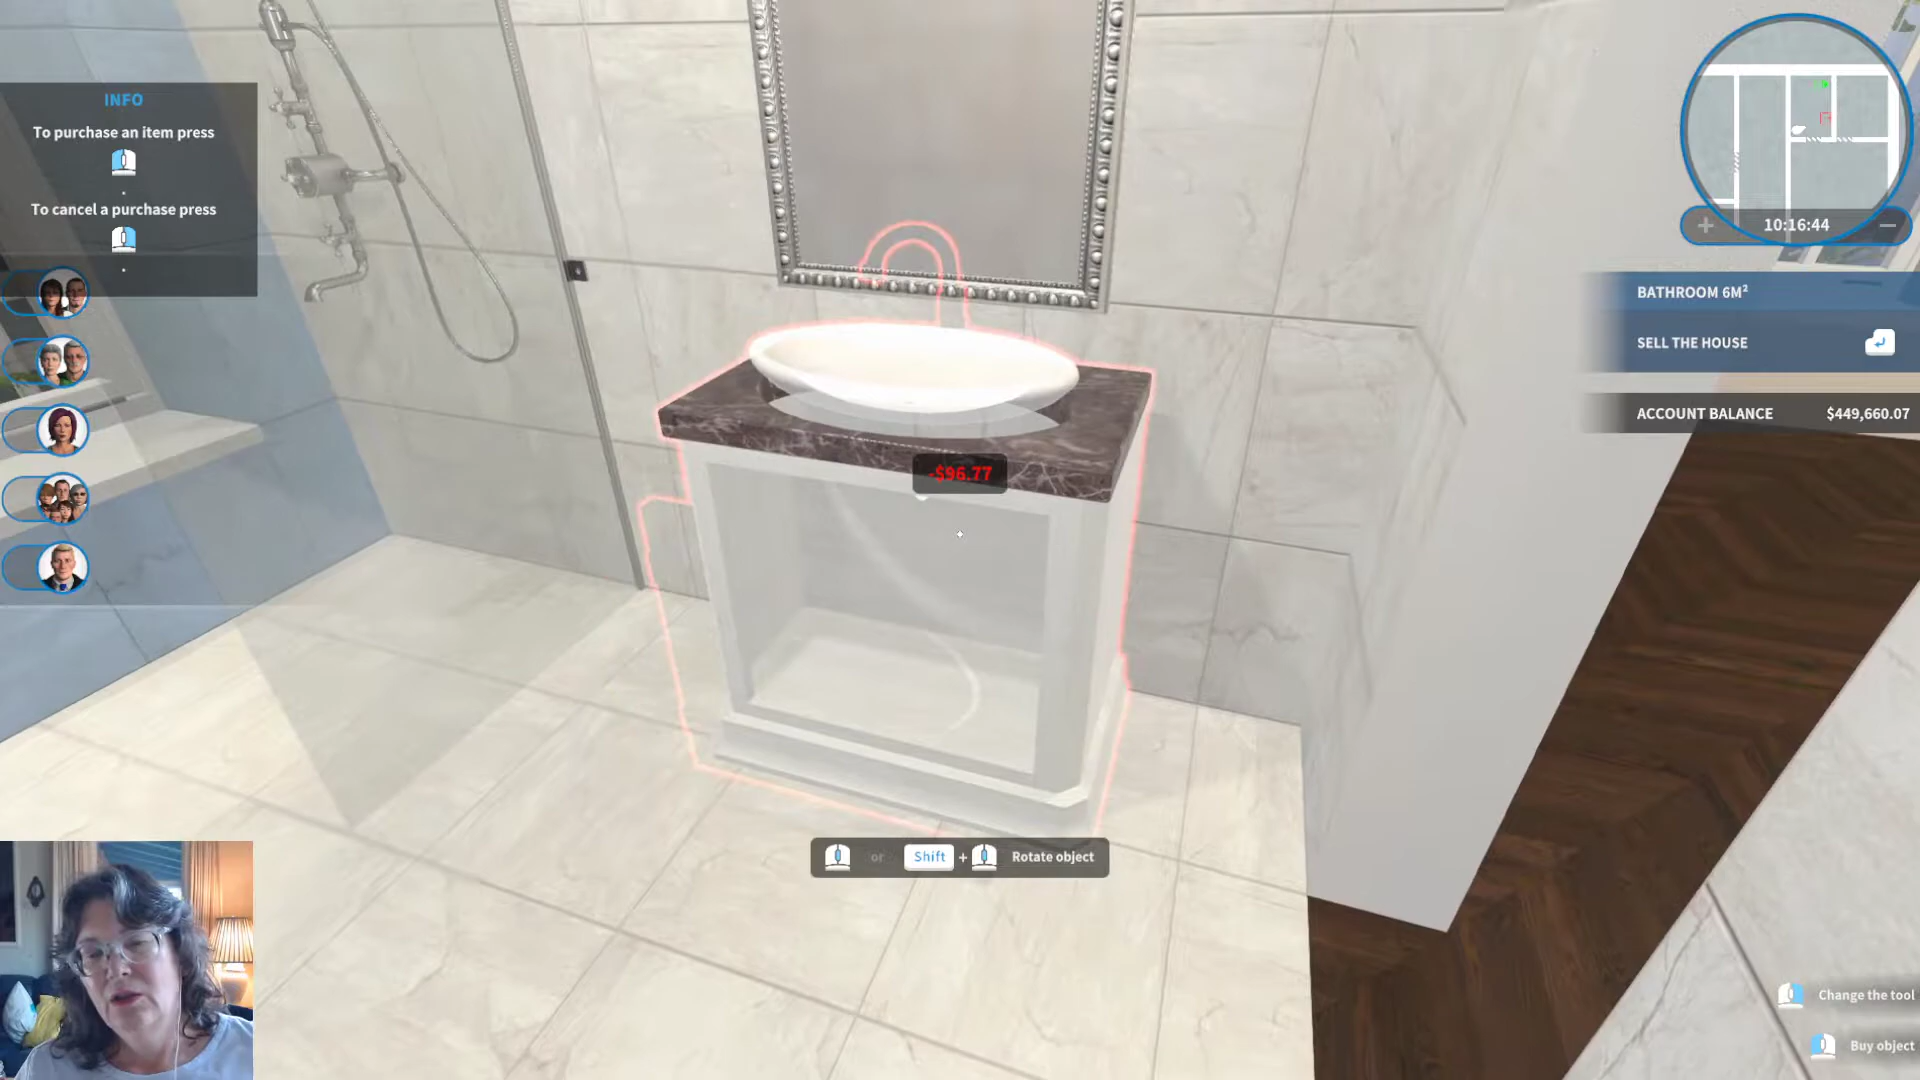 INFO
To purchase an item press
.
To cancel a purchase press
.
10:16:44
BATHROOM 6M²
SELL THE HOUSE
ACCOUNT BALANCE $449,660.07
-$96.77
or Shift + Rotate object
Change the tool
Buy object